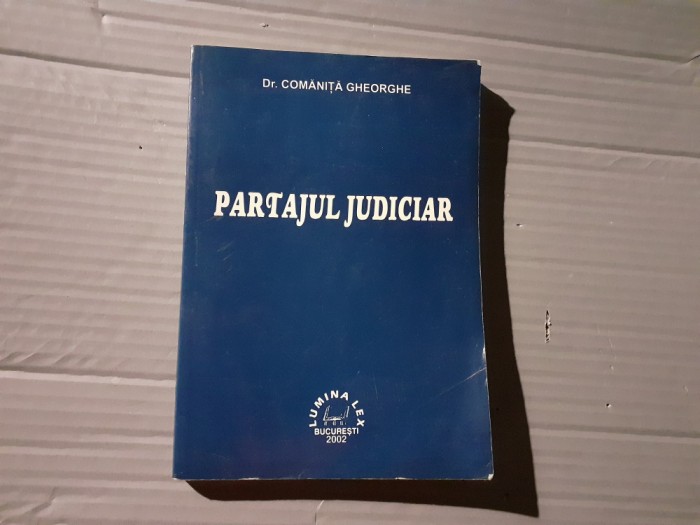 Dr. COMĂNIȚĂ GHEORGHE
PARTAJUL JUDICIAR
LUMINA LEX
BUCUREȘTI
2002